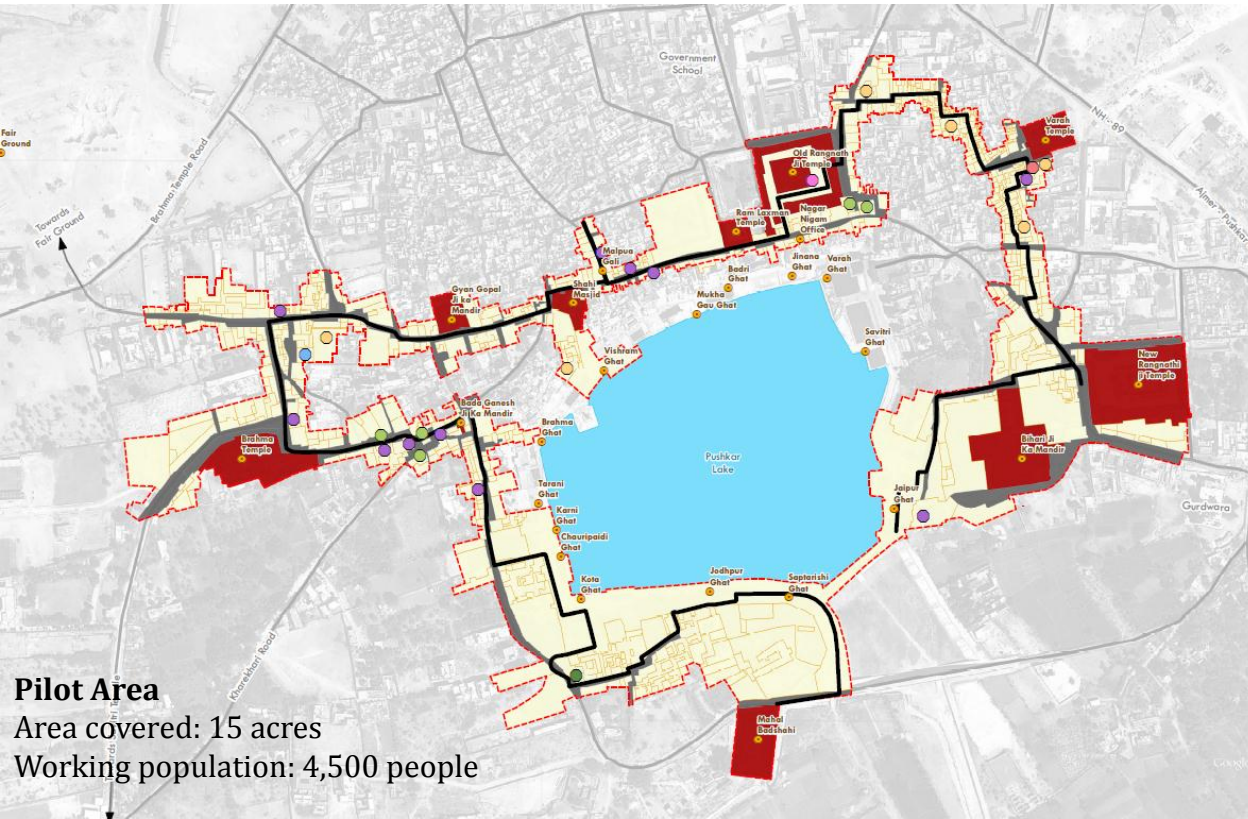 Government
School
NH - 89
Fair
Ground
Brahma Temple Road
Varah
Temple
Old Rangnath
Ji Temple
Ajmer - Pushkar
Towards
Fair Ground
Ram Laxman
Temple
Nagar
Nigam
Office
Malpua
Gali
Badri
Ghat
Jinana
Ghat
Varah
Ghat
Gyan Gopal
Ji ka
Mandir
Shahi
Masjid
Mukha
Gau Ghat
Savitri
Ghat
Vishram
Ghat
New
Rangnathi
ji Temple
Bada Ganesh
Ji Ka Mandir
Brahma
Temple
Brahma
Ghat
Pushkar
Lake
Bihari Ji
Ka Mandir
Tarani
Ghat
Jaipur
Ghat
Gurdwara
Karni
Ghat
Chauripaidi
Ghat
Kota
Ghat
Jodhpur
Ghat
Saptarishi
Ghat
Kharekhari Road
Pilot Area
Area covered: 15 acres
Working population: 4,500 people
Mahal
Badshahi
Google